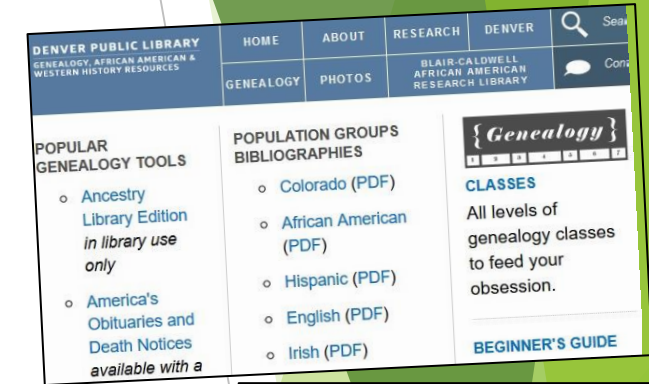 DENVER PUBLIC LIBRARY
GENEALOGY, AFRICAN AMERICAN &
WESTERN HISTORY RESOURCES
HOME
ABOUT
RESEARCH
DENVER
GENEALOGY
PHOTOS
BLAIR-CALDWELL
AFRICAN AMERICAN
RESEARCH LIBRARY
POPULAR
GENEALOGY TOOLS
Ancestry
Library Edition
in library use
only
America's
Obituaries and
Death Notices
available with a
POPULATION GROUPS
BIBLIOGRAPHIES
Colorado (PDF)
African American
(PDF)
Hispanic (PDF)
English (PDF)
Irish (PDF)
{Genealogy}
CLASSES
All levels of
genealogy classes
to feed your
obsession.
BEGINNER'S GUIDE